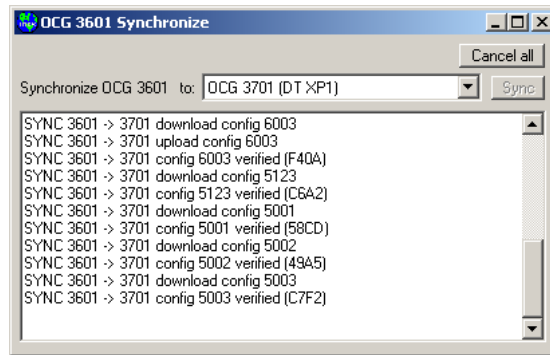 OCG 3601 Synchronize
Cancel all
Synchronize OCG 3601 to: OCG 3701 (DT XP1) Sync
SYNC 3601 -> 3701 download config 6003
SYNC 3601 -> 3701 upload config 6003
SYNC 3601 -> 3701 config 6003 verified (F40A)
SYNC 3601 -> 3701 download config 5123
SYNC 3601 -> 3701 config 5123 verified (C6A2)
SYNC 3601 -> 3701 download config 5001
SYNC 3601 -> 3701 config 5001 verified (58CD)
SYNC 3601 -> 3701 download config 5002
SYNC 3601 -> 3701 config 5002 verified (49A5)
SYNC 3601 -> 3701 download config 5003
SYNC 3601 -> 3701 config 5003 verified (C7F2)